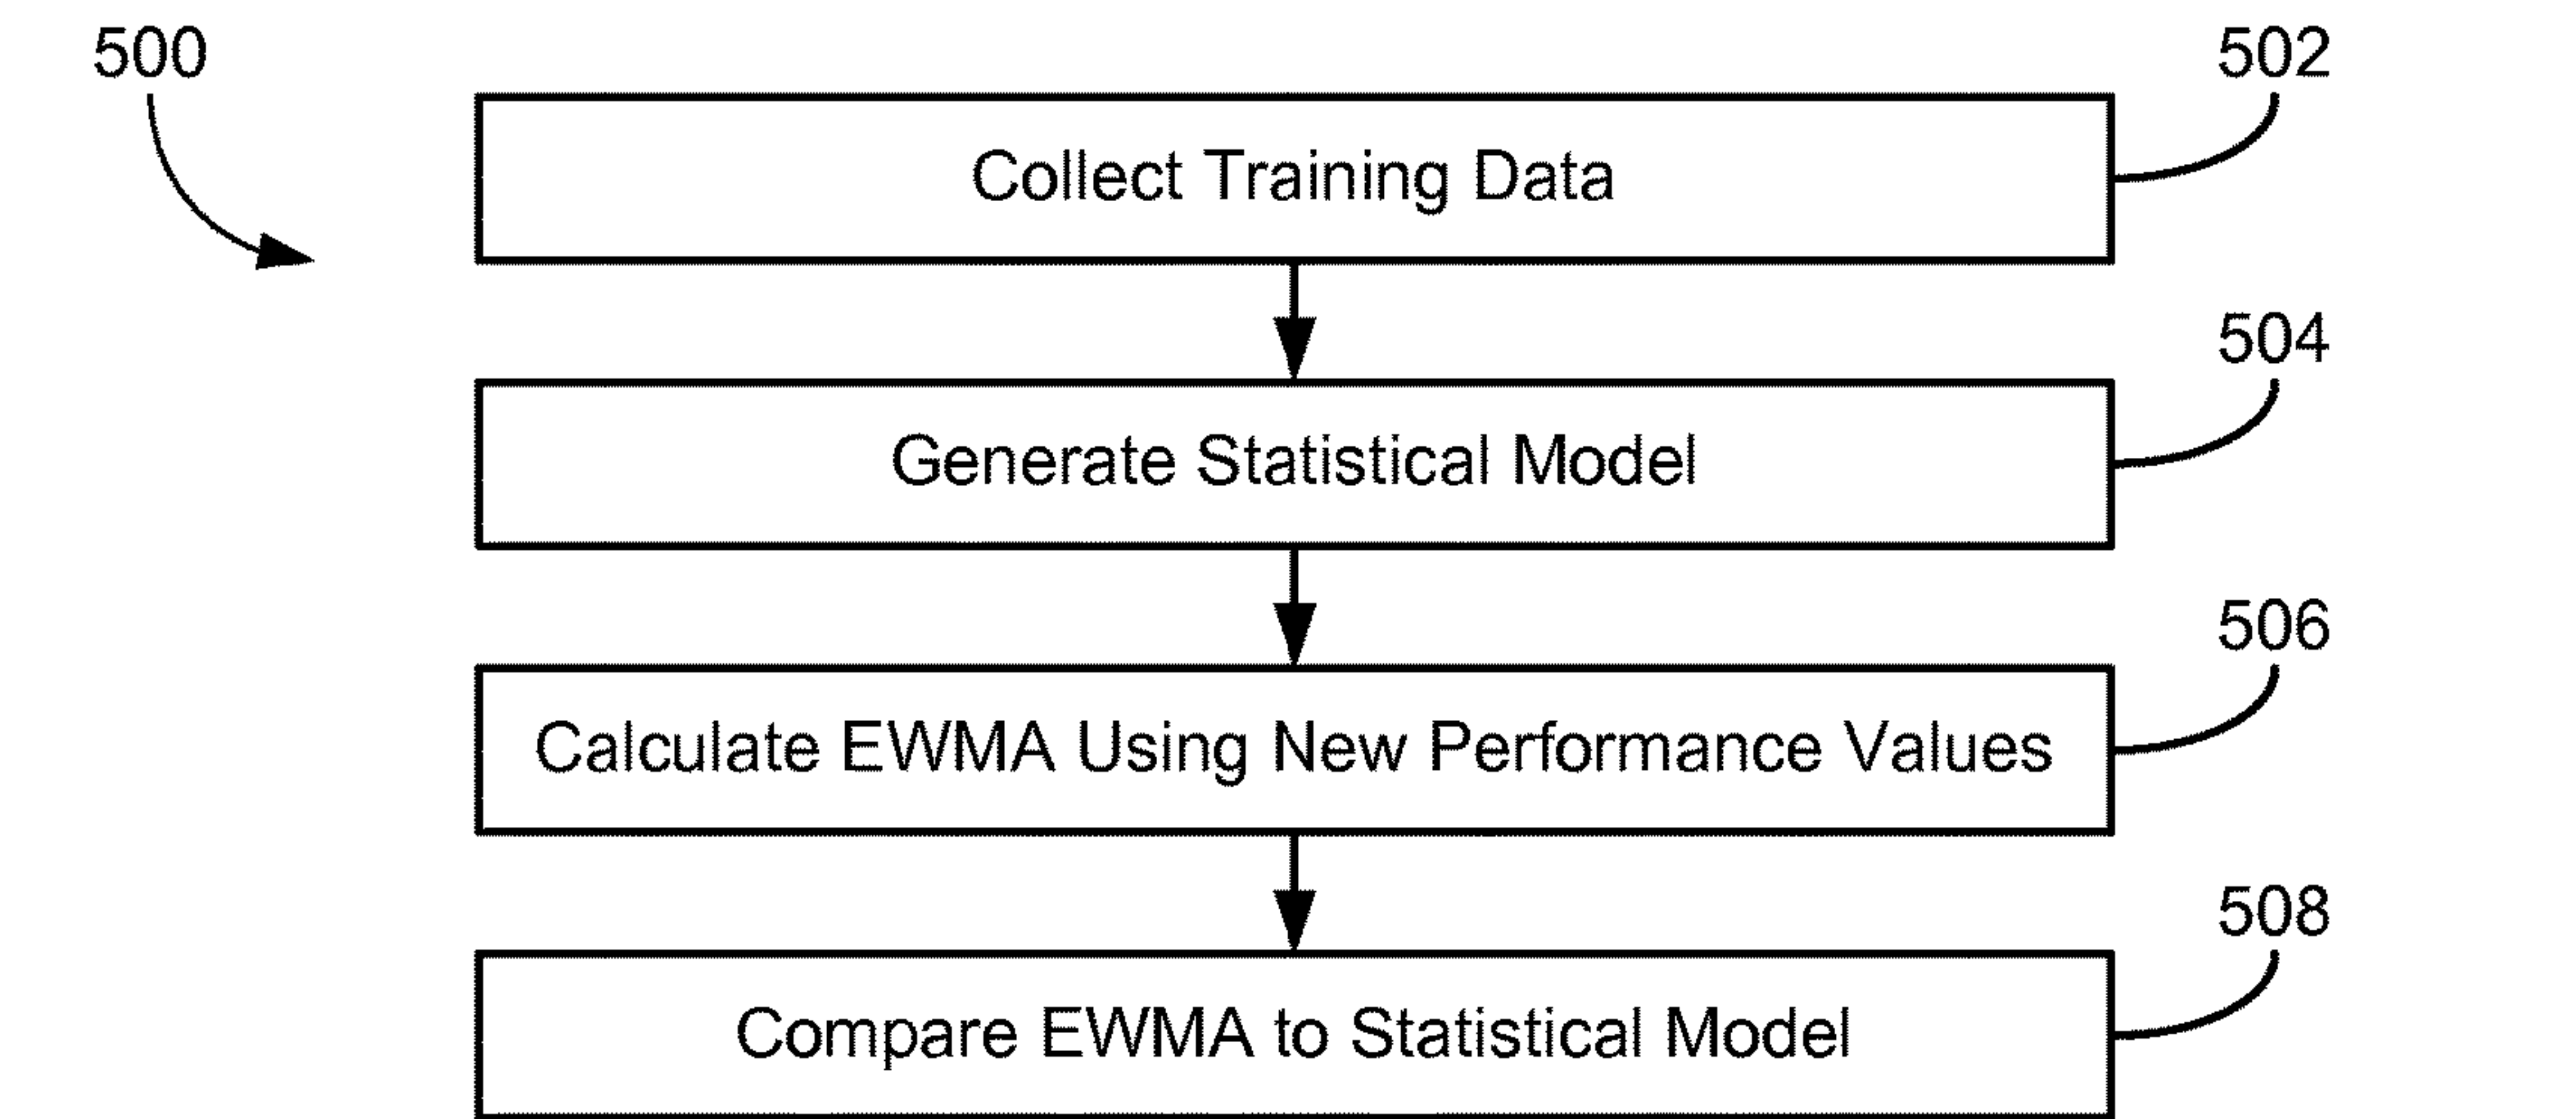 500
502
Collect Training Data
504
Generate Statistical Model
506
Calculate EWMA Using New Performance Values
508
Compare EWMA to Statistical Model